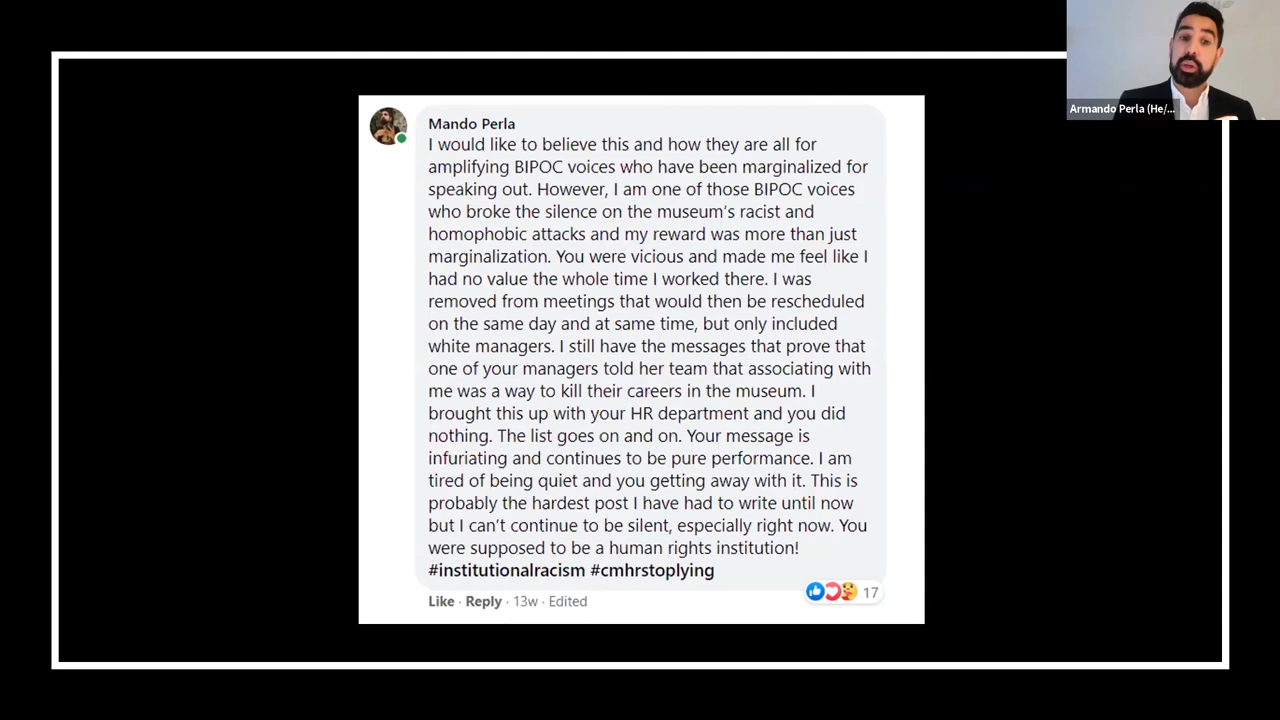 Armando Perla (He/...
Mando Perla
I would like to believe this and how they are all for
amplifying BIPOC voices who have been marginalized for
speaking out. However, I am one of those BIPOC voices
who broke the silence on the museum's racist and
homophobic attacks and my reward was more than just
marginalization. You were vicious and made me feel like I
had no value the whole time I worked there. I was
removed from meetings that would then be rescheduled
on the same day and at same time, but only included
white managers. I still have the messages that prove that
one of your managers told her team that associating with
me was a way to kill their careers in the museum. I
brought this up with your HR department and you did
nothing. The list goes on and on. Your message is
infuriating and continues to be pure performance. I am
tired of being quiet and you getting away with it. This is
probably the hardest post I have had to write until now
but I can't continue to be silent, especially right now. You
were supposed to be a human rights institution!
#institutionalracism #cmhrstoplying
17
Like · Reply · 13w · Edited